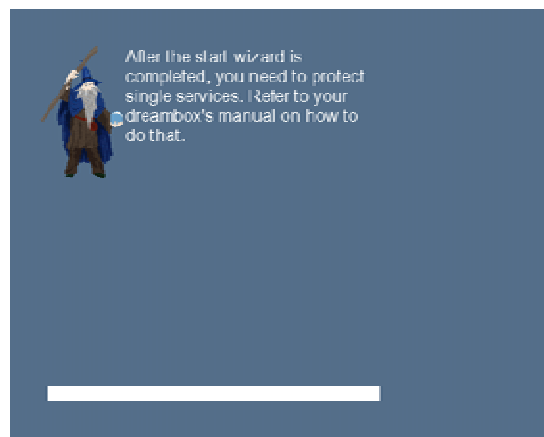 After the start wizard is
completed, you need to protect
single services. Refer to your
dreambox's manual on how to
do that.